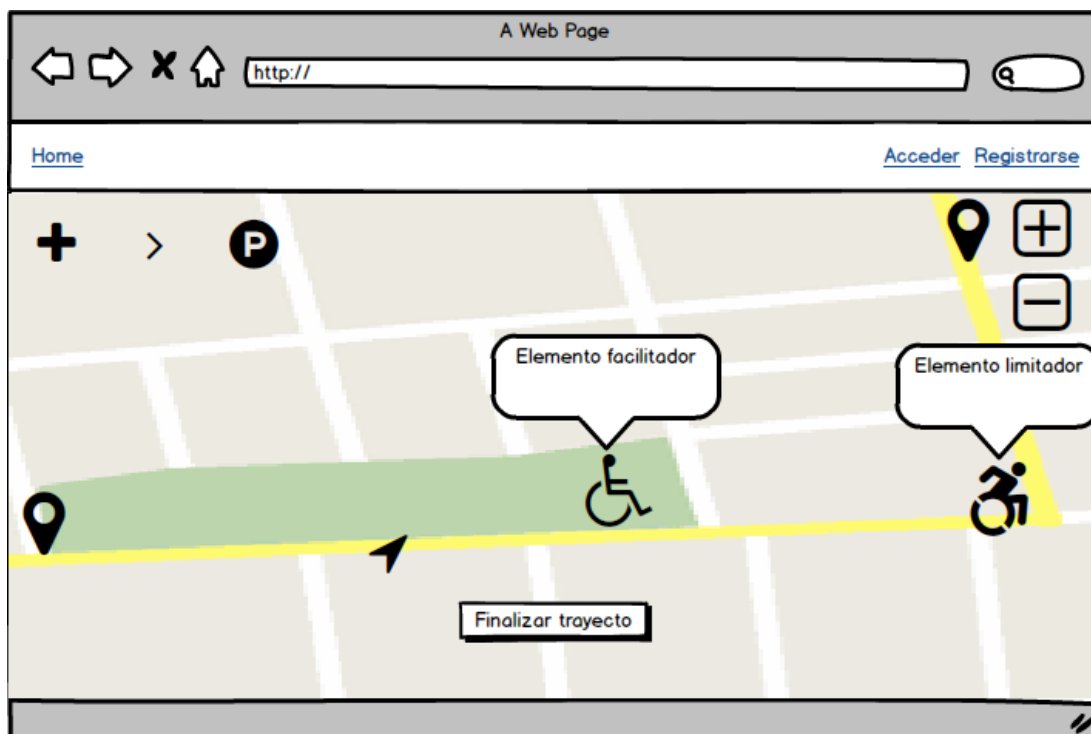 A Web Page
http://
Home
Acceder Registrarse
P
Elemento facilitador
Elemento limitador
Finalizar trayecto